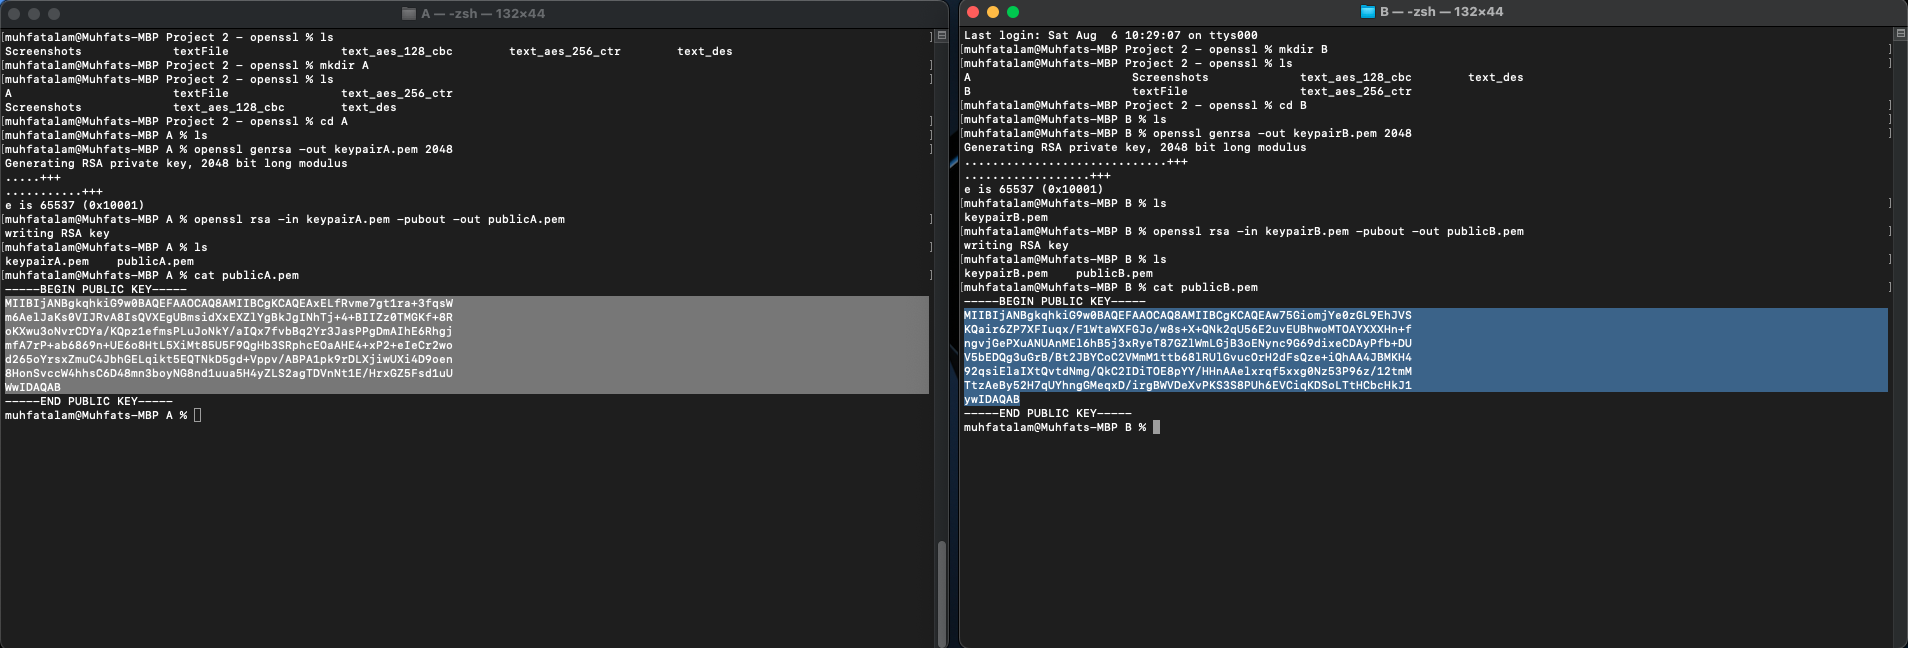 A — -zsh — 132×44
[muhfatalam@Muhfats-MBP Project 2 - openssl % ls ]
Screenshots textFile text_aes_128_cbc text_aes_256_ctr text_des
[muhfatalam@Muhfats-MBP Project 2 - openssl % mkdir A ]
[muhfatalam@Muhfats-MBP Project 2 - openssl % ls ]
A textFile text_aes_256_ctr
Screenshots text_aes_128_cbc text_des
[muhfatalam@Muhfats-MBP Project 2 - openssl % cd A ]
[muhfatalam@Muhfats-MBP A % ls ]
[muhfatalam@Muhfats-MBP A % openssl genrsa -out keypairA.pem 2048 ]
Generating RSA private key, 2048 bit long modulus
.....+++
...........+++
e is 65537 (0x10001)
[muhfatalam@Muhfats-MBP A % openssl rsa -in keypairA.pem -pubout -out publicA.pem ]
writing RSA key
[muhfatalam@Muhfats-MBP A % ls ]
keypairA.pem publicA.pem
[muhfatalam@Muhfats-MBP A % cat publicA.pem ]
-----BEGIN PUBLIC KEY-----
MIIBIjANBgkqhkiG9w0BAQEFAAOCAQ8AMIIBCgKCAQEAxELfRvme7gt1ra+3fqsW
m6AelJaKs0VIJRvA8IsQVXEgUBmsidXxEXZlYgBkJgINhTj+4+BIIZz0TMGKf+8R
oKXwu3oNvrCDYa/KQpz1efmsPLuJoNkY/aIQx7fvbBq2Yr3JasPPgDmAIhE6Rhgj
mfA7rP+ab6869n+UE6o8HtL5XiMt85U5F9QgHb3SRphcEOaAHE4+xP2+eIeCr2wo
d265oYrsxZmuC4JbhGELqikt5EQTNkD5gd+Vppv/ABPA1pk9rDLXjiwUXi4D9oen
8HonSvccW4hhsC6D48mn3boyNG8nd1uua5H4yZLS2agTDVnNt1E/HrxGZ5Fsd1uU
WwIDAQAB
-----END PUBLIC KEY-----
muhfatalam@Muhfats-MBP A %
B — -zsh — 132×44
Last login: Sat Aug  6 10:29:07 on ttys000
[muhfatalam@Muhfats-MBP Project 2 - openssl % mkdir B ]
[muhfatalam@Muhfats-MBP Project 2 - openssl % ls ]
A Screenshots text_aes_128_cbc text_des
B textFile text_aes_256_ctr
[muhfatalam@Muhfats-MBP Project 2 - openssl % cd B ]
[muhfatalam@Muhfats-MBP B % ls ]
[muhfatalam@Muhfats-MBP B % openssl genrsa -out keypairB.pem 2048 ]
Generating RSA private key, 2048 bit long modulus
.............................+++
..................+++
e is 65537 (0x10001)
[muhfatalam@Muhfats-MBP B % ls ]
keypairB.pem
[muhfatalam@Muhfats-MBP B % openssl rsa -in keypairB.pem -pubout -out publicB.pem ]
writing RSA key
[muhfatalam@Muhfats-MBP B % ls ]
keypairB.pem publicB.pem
[muhfatalam@Muhfats-MBP B % cat publicB.pem ]
-----BEGIN PUBLIC KEY-----
MIIBIjANBgkqhkiG9w0BAQEFAAOCAQ8AMIIBCgKCAQEAw75GiomjYe0zGL9EhJVS
KQair6ZP7XFIuqx/F1WtaWXFGJo/w8s+X+QNk2qU56E2uvEUBhwoMTOAYXXXHn+f
ngvjGePXuANUAnMEl6hB5j3xRyeT87GZlWmLGjB3oENync9G69dixeCDAyPfb+DU
V5bEDQg3uGrB/Bt2JBYCoC2VMmM1ttb68lRUlGvucOrH2dFsQze+iQhAA4JBMKH4
92qsiElaIXtQvtdNmg/QkC2IDiTOE8pYY/HHnAAelxrqf5xxg0Nz53P96z/12tmM
TtzAeBy52H7qUYhngGMeqxD/irgBWVDeXvPKS3S8PUh6EVCiqKDSoLTtHCbcHkJ1
ywIDAQAB
-----END PUBLIC KEY-----
muhfatalam@Muhfats-MBP B %